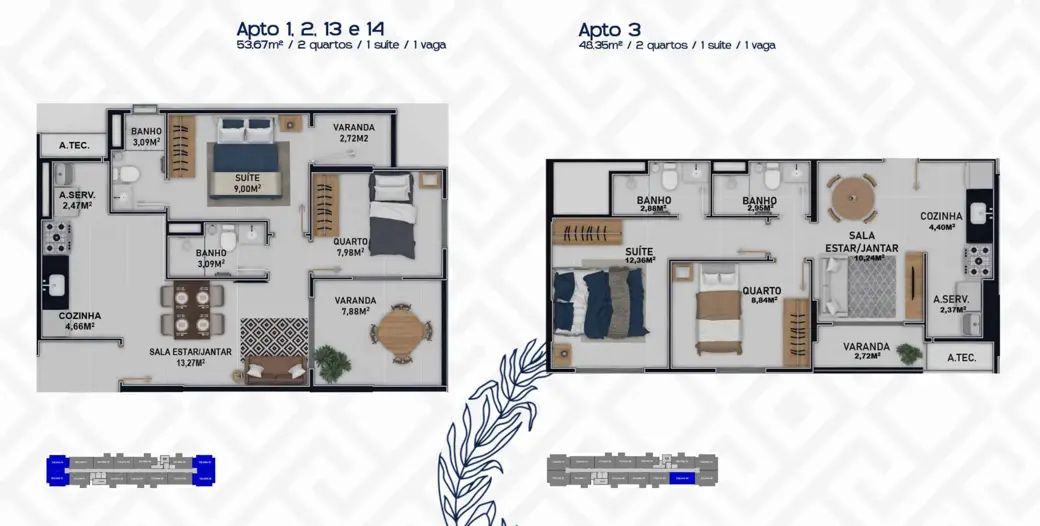 Apto 1, 2, 13 e 14
53.67m² / 2 quartos / 1 suíte / 1 vaga
A.TEC.
BANHO
3,09M²
SUÍTE
9,00M²
VARANDA
2,72M2
A.SERV.
2,47M²
QUARTO
7,98M²
BANHO
3,09M²
COZINHA
4,66M²
VARANDA
7,88M²
SALA ESTAR/JANTAR
13,27M²
Apto 3
48.35m² / 2 quartos / 1 suíte / 1 vaga
BANHO
2,88M²
BANHO
2,95M²
COZINHA
4,40M²
SUÍTE
12,36M²
SALA
ESTAR/JANTAR
10,24M²
QUARTO
8,84M²
A.SERV.
2,37M²
VARANDA
2,72M²
A.TEC.